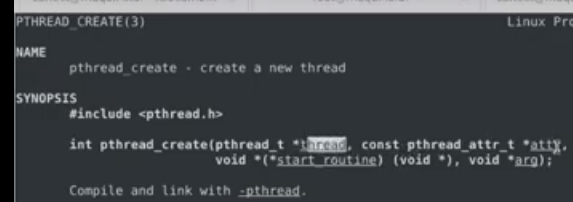 PTHREAD_CREATE(3) Linux Pro
NAME
pthread_create - create a new thread
SYNOPSIS
#include <pthread.h>
int pthread_create(pthread_t *thread, const pthread_attr_t *attr,
void *(*start_routine) (void *), void *arg);
Compile and link with -pthread.